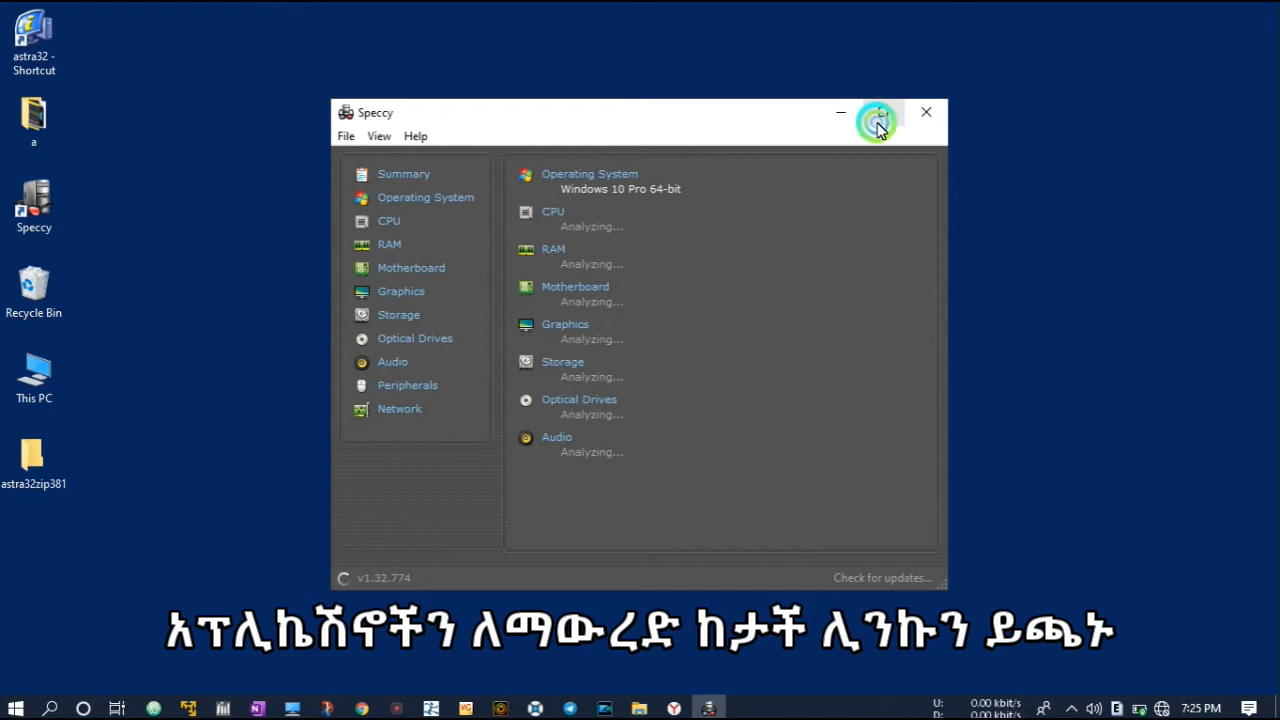 astra32 -
Shortcut
a
Speccy
Recycle Bin
This PC
astra32zip381
Speccy
File View Help
Summary
Operating System
CPU
RAM
Motherboard
Graphics
Storage
Optical Drives
Audio
Peripherals
Network
Operating System
Windows 10 Pro 64-bit
CPU
Analyzing...
RAM
Analyzing...
Motherboard
Analyzing...
Graphics
Analyzing...
Storage
Analyzing...
Optical Drives
Analyzing...
Audio
Analyzing...
v1.32.774 Check for updates...
አፕሊኬሽኖችን ለማውረድ ከታች ሊንኩን ይጫኑ
U: 0.00 kbit/s
D: 0.00 kbit/s
7:25 PM